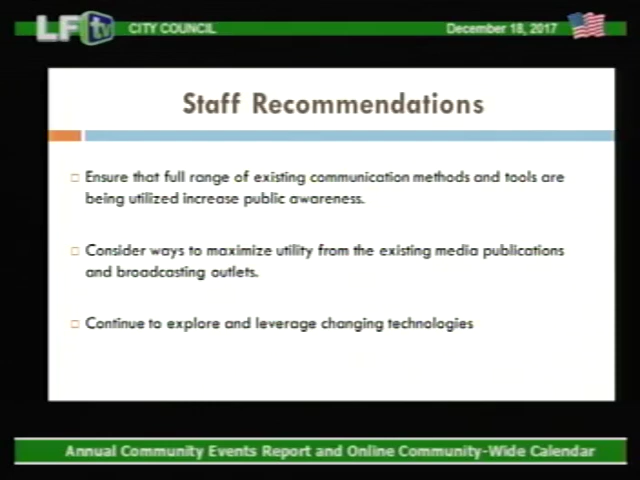 LF tv CITY COUNCIL December 18, 2017
Staff Recommendations
Ensure that full range of existing communication methods and tools are
being utilized increase public awareness.
Consider ways to maximize utility from the existing media publications
and broadcasting outlets.
Continue to explore and leverage changing technologies
Annual Community Events Report and Online Community-Wide Calendar